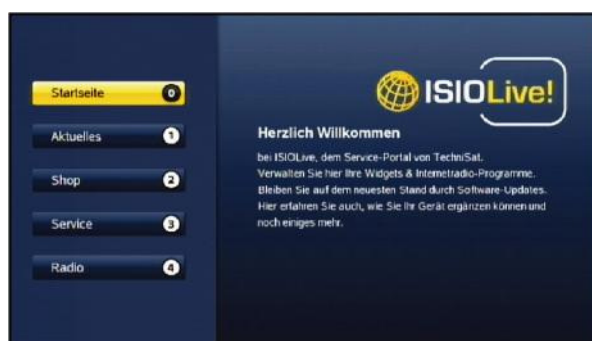 Startseite 0
Aktuelles 1
Shop 2
Service 3
Radio 4
ISIOLive!
Herzlich Willkommen
bei ISIOLive, dem Service-Portal von TechniSat.
Verwalten Sie hier Ihre Widgets & Internetradio-Programme.
Bleiben Sie auf dem neuesten Stand durch Software-Updates.
Hier erfahren Sie auch, wie Sie Ihr Gerät ergänzen können und
noch einiges mehr.